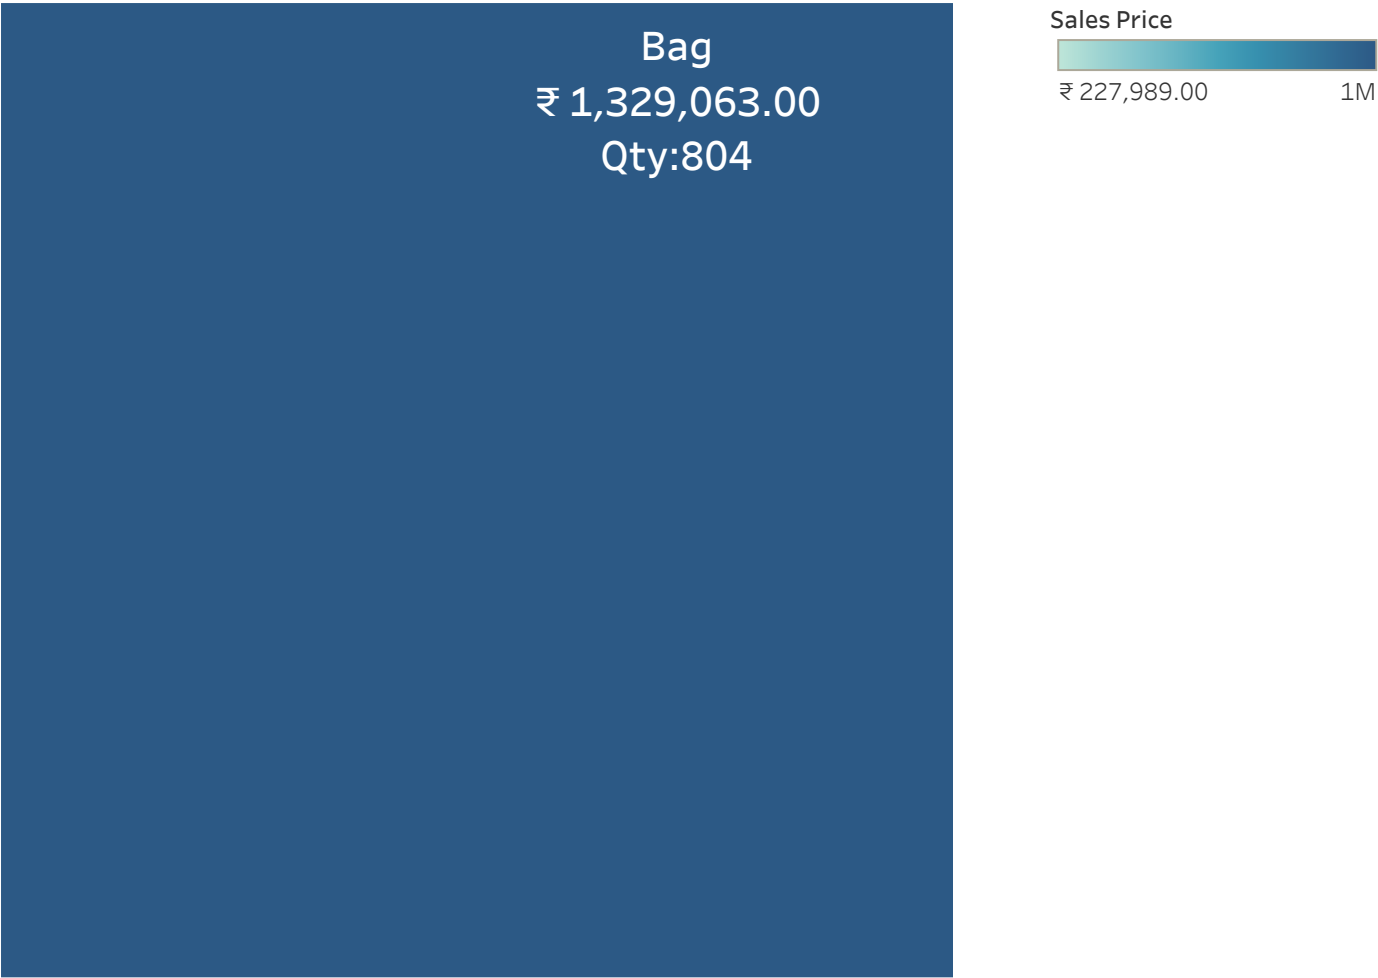 Bag
₹ 1,329,063.00
Qty:804
Sales Price
₹ 227,989.00 1M